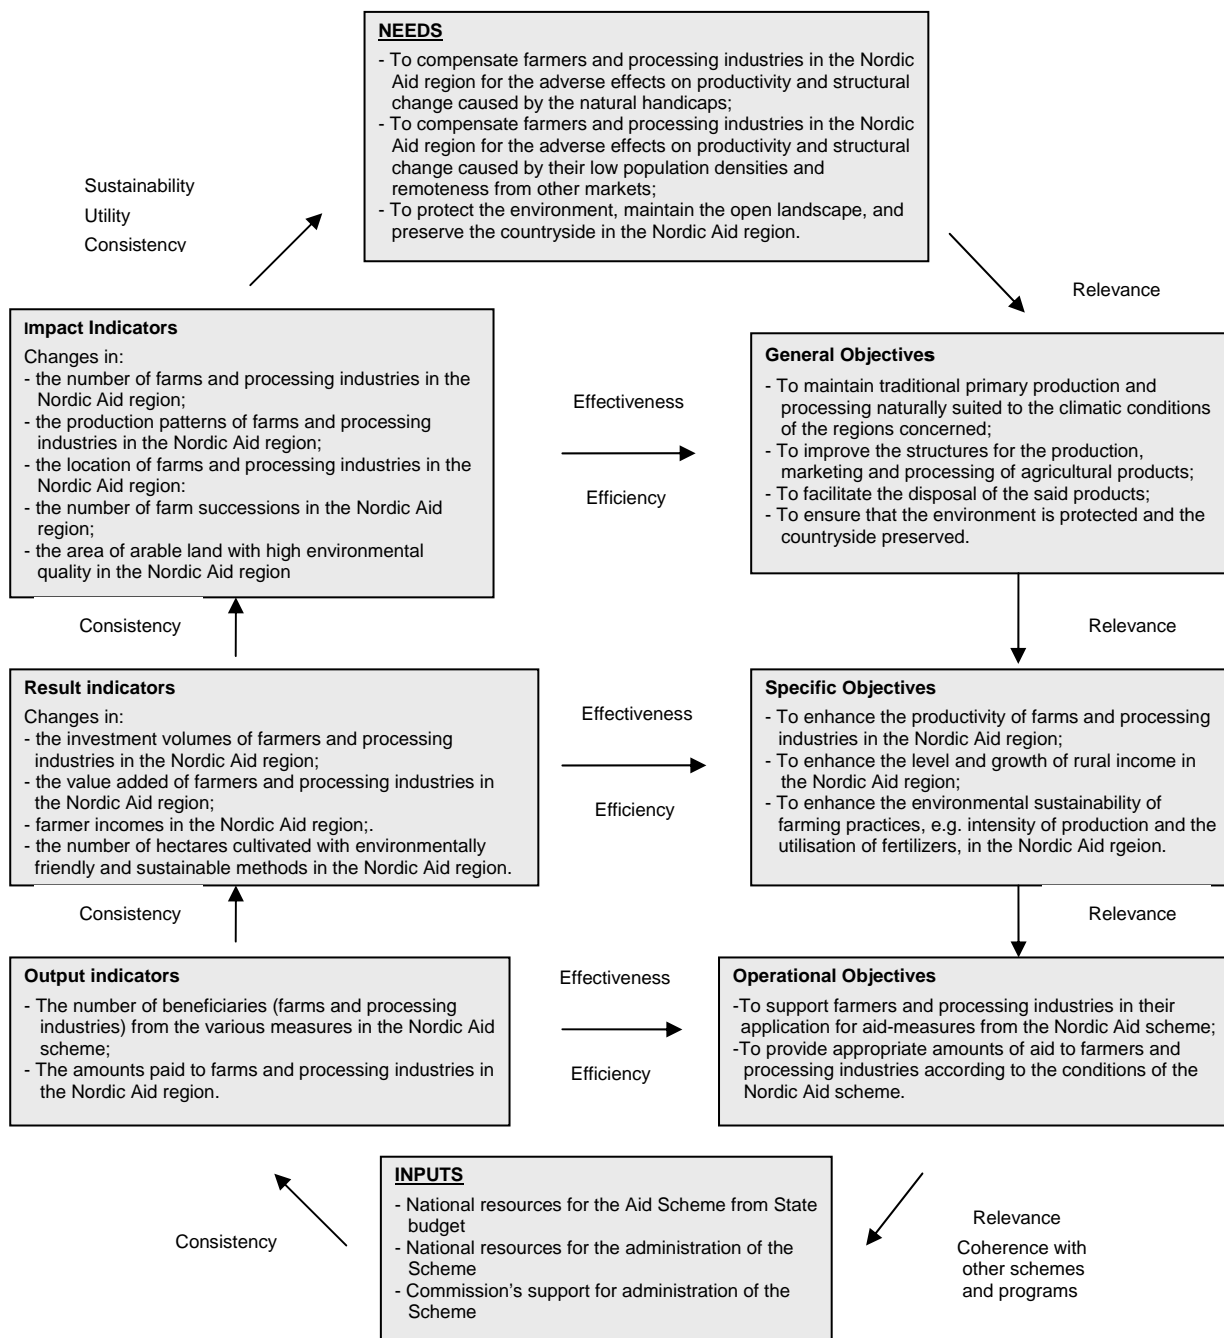 NEEDS
- To compensate farmers and processing industries in the Nordic
Aid region for the adverse effects on productivity and structural
change caused by the natural handicaps;
- To compensate farmers and processing industries in the Nordic
Aid region for the adverse effects on productivity and structural
change caused by their low population densities and
remoteness from other markets;
- To protect the environment, maintain the open landscape, and
preserve the countryside in the Nordic Aid region.
Sustainability
Utility
Consistency
Relevance
Impact Indicators
Changes in:
- the number of farms and processing industries in the
Nordic Aid region;
- the production patterns of farms and processing
industries in the Nordic Aid region;
- the location of farms and processing industries in the
Nordic Aid region:
- the number of farm successions in the Nordic Aid
region;
- the area of arable land with high environmental
quality in the Nordic Aid region
Effectiveness
Efficiency
General Objectives
- To maintain traditional primary production and
processing naturally suited to the climatic conditions
of the regions concerned;
- To improve the structures for the production,
marketing and processing of agricultural products;
- To facilitate the disposal of the said products;
- To ensure that the environment is protected and the
countryside preserved.
Consistency
Relevance
Result indicators
Changes in:
- the investment volumes of farmers and processing
industries in the Nordic Aid region;
- the value added of farmers and processing industries in
the Nordic Aid region;
- farmer incomes in the Nordic Aid region;.
- the number of hectares cultivated with environmentally
friendly and sustainable methods in the Nordic Aid region.
Effectiveness
Efficiency
Specific Objectives
- To enhance the productivity of farms and processing
industries in the Nordic Aid region;
- To enhance the level and growth of rural income in
the Nordic Aid region;
- To enhance the environmental sustainability of
farming practices, e.g. intensity of production and the
utilisation of fertilizers, in the Nordic Aid rgeion.
Consistency
Relevance
Output indicators
- The number of beneficiaries (farms and processing
industries) from the various measures in the Nordic Aid
scheme;
- The amounts paid to farms and processing industries in
the Nordic Aid region.
Effectiveness
Efficiency
Operational Objectives
-To support farmers and processing industries in their
application for aid-measures from the Nordic Aid scheme;
-To provide appropriate amounts of aid to farmers and
processing industries according to the conditions of the
Nordic Aid scheme.
Consistency
INPUTS
- National resources for the Aid Scheme from State
budget
- National resources for the administration of the
Scheme
- Commission's support for administration of the
Scheme
Relevance
Coherence with
other schemes
and programs